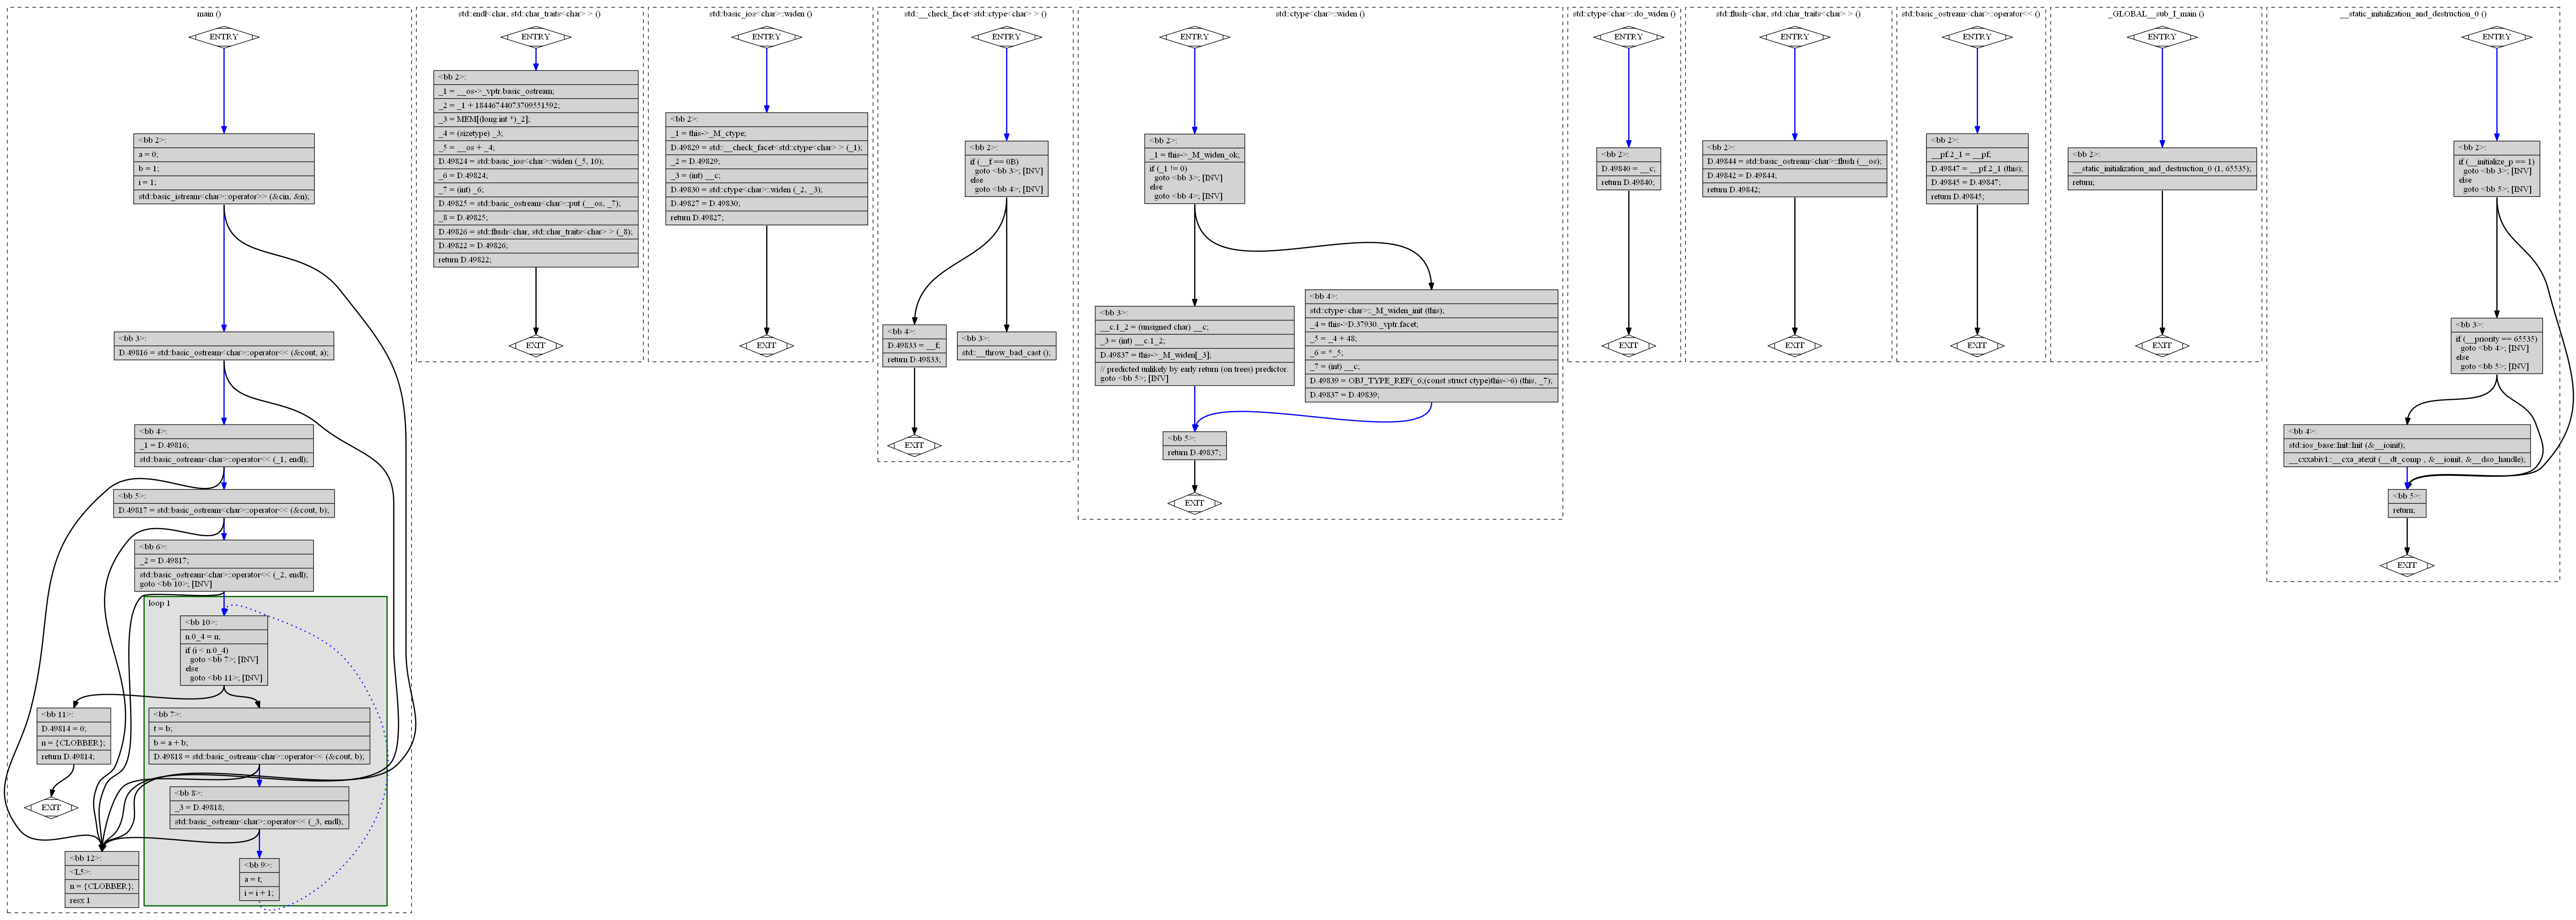 main ()
ENTRY
<bb 2>:
a = 0;
b = 1;
i = 1;
std::basic_istream<char>::operator>> (&cin, &n);
<bb 3>:
D.49816 = std::basic_ostream<char>::operator<< (&cout, a);
<bb 4>:
_1 = D.49816;
std::basic_ostream<char>::operator<< (_1, endl);
<bb 5>:
D.49817 = std::basic_ostream<char>::operator<< (&cout, b);
<bb 6>:
_2 = D.49817;
std::basic_ostream<char>::operator<< (_2, endl);
goto <bb 10>; [INV]
loop 1
<bb 10>:
n.0_4 = n;
if (i < n.0_4)
goto <bb 7>; [INV]
else
goto <bb 11>; [INV]
<bb 11>:
D.49814 = 0;
n = {CLOBBER};
return D.49814;
EXIT
<bb 7>:
t = b;
b = a + b;
D.49818 = std::basic_ostream<char>::operator<< (&cout, b);
<bb 8>:
_3 = D.49818;
std::basic_ostream<char>::operator<< (_3, endl);
<bb 9>:
a = t;
i = i + 1;
<bb 12>:
<L5>:
n = {CLOBBER};
resx 1
std::endl<char, std::char_traits<char> > ()
ENTRY
<bb 2>:
_1 = __os->_vptr.basic_ostream;
_2 = _1 + 18446744073709551592;
_3 = MEM[(long int *)_2];
_4 = (sizetype) _3;
_5 = __os + _4;
D.49824 = std::basic_ios<char>::widen (_5, 10);
_6 = D.49824;
_7 = (int) _6;
D.49825 = std::basic_ostream<char>::put (__os, _7);
_8 = D.49825;
D.49826 = std::flush<char, std::char_traits<char> > (_8);
D.49822 = D.49826;
return D.49822;
EXIT
std::basic_ios<char>::widen ()
ENTRY
<bb 2>:
_1 = this->_M_ctype;
D.49829 = std::__check_facet<std::ctype<char> > (_1);
_2 = D.49829;
_3 = (int) __c;
D.49830 = std::ctype<char>::widen (_2, _3);
D.49827 = D.49830;
return D.49827;
EXIT
std::__check_facet<std::ctype<char> > ()
ENTRY
<bb 2>:
if (__f == 0B)
goto <bb 3>; [INV]
else
goto <bb 4>; [INV]
<bb 4>:
D.49833 = __f;
return D.49833;
<bb 3>:
std::__throw_bad_cast ();
EXIT
std::ctype<char>::widen ()
ENTRY
<bb 2>:
_1 = this->_M_widen_ok;
if (_1 != 0)
goto <bb 3>; [INV]
else
goto <bb 4>; [INV]
<bb 3>:
__c.1_2 = (unsigned char) __c;
_3 = (int) __c.1_2;
D.49837 = this->_M_widen[_3];
// predicted unlikely by early return (on trees) predictor.
goto <bb 5>; [INV]
<bb 4>:
std::ctype<char>::_M_widen_init (this);
_4 = this->D.37930._vptr.facet;
_5 = _4 + 48;
_6 = *_5;
_7 = (int) __c;
D.49839 = OBJ_TYPE_REF(_6;(const struct ctype)this->6) (this, _7);
D.49837 = D.49839;
<bb 5>:
return D.49837;
EXIT
std::ctype<char>::do_widen ()
ENTRY
<bb 2>:
D.49840 = __c;
return D.49840;
EXIT
std::flush<char, std::char_traits<char> > ()
ENTRY
<bb 2>:
D.49844 = std::basic_ostream<char>::flush (__os);
D.49842 = D.49844;
return D.49842;
EXIT
std::basic_ostream<char>::operator<< ()
ENTRY
<bb 2>:
__pf.2_1 = __pf;
D.49847 = __pf.2_1 (this);
D.49845 = D.49847;
return D.49845;
EXIT
_GLOBAL__sub_I_main ()
ENTRY
<bb 2>:
__static_initialization_and_destruction_0 (1, 65535);
return;
EXIT
__static_initialization_and_destruction_0 ()
ENTRY
<bb 2>:
if (__initialize_p == 1)
goto <bb 3>; [INV]
else
goto <bb 5>; [INV]
<bb 3>:
if (__priority == 65535)
goto <bb 4>; [INV]
else
goto <bb 5>; [INV]
<bb 4>:
std::ios_base::Init::Init (&__ioinit);
__cxxabiv1::__cxa_atexit (__dt_comp , &__ioinit, &__dso_handle);
<bb 5>:
return;
EXIT